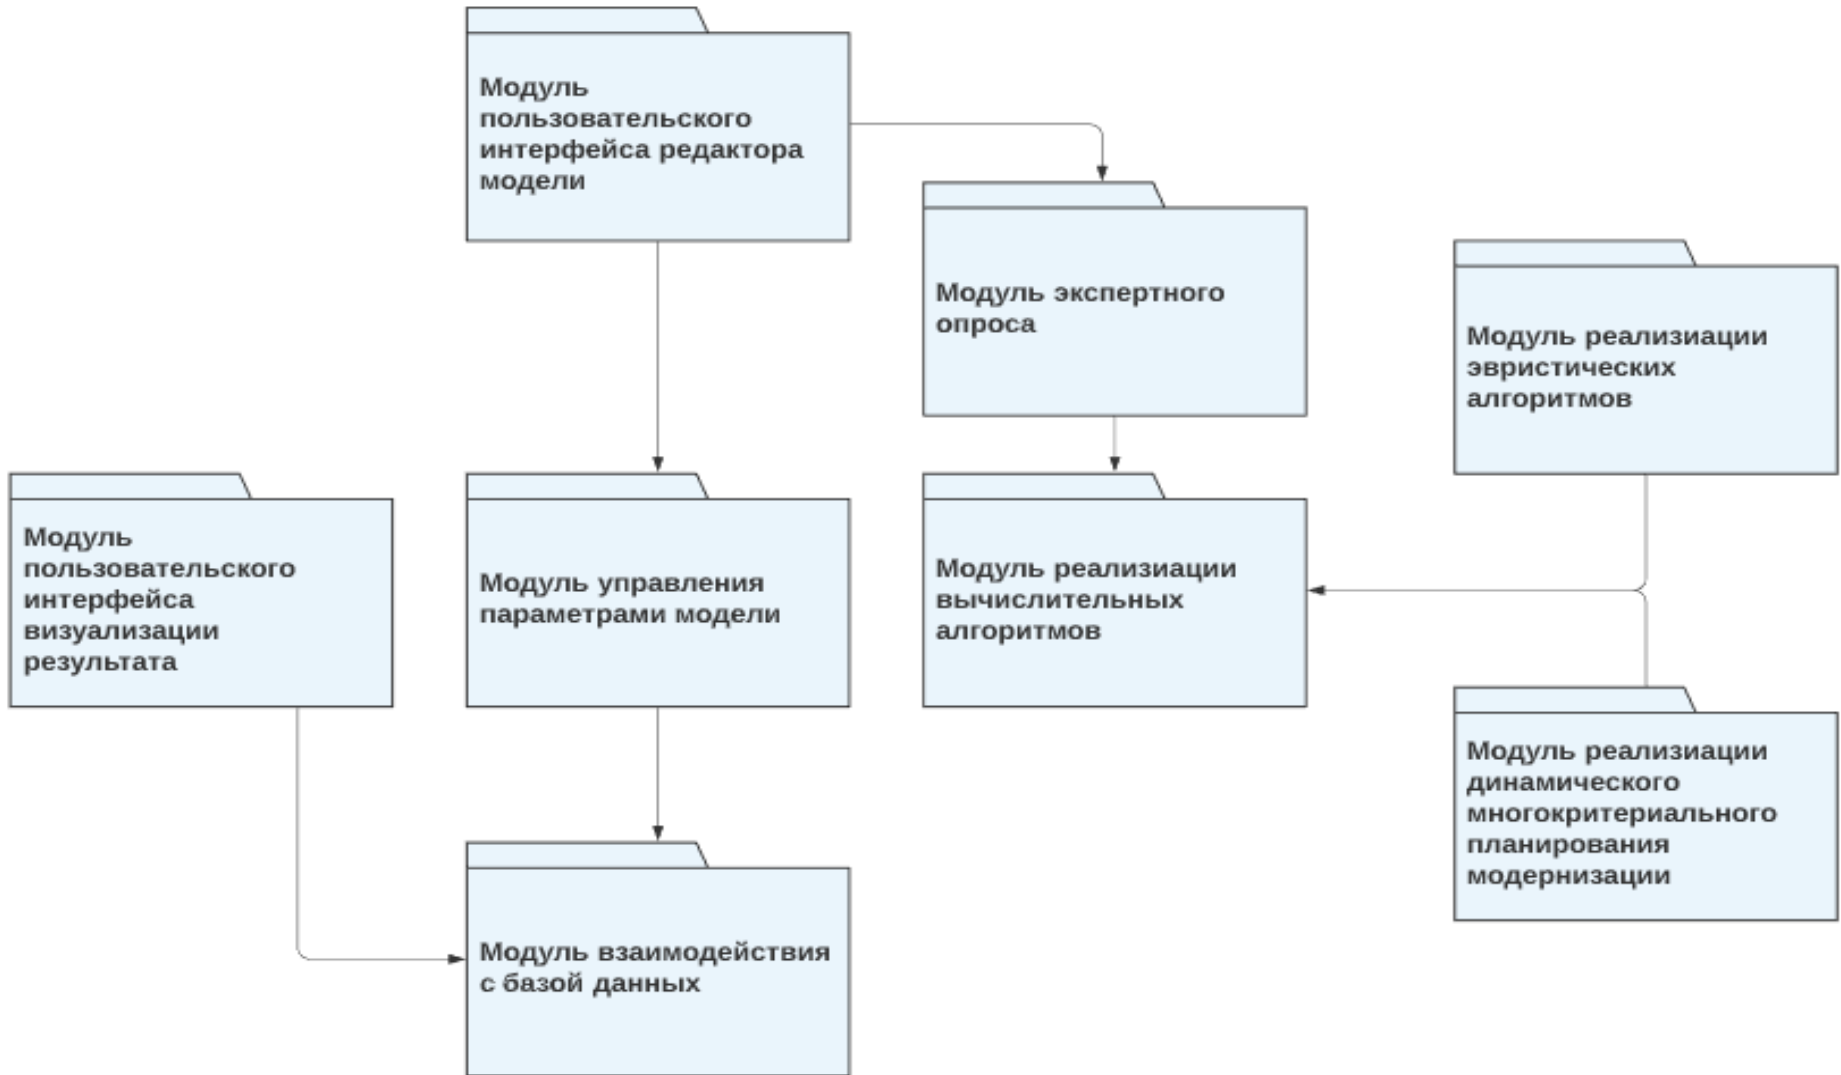 Модуль
пользовательского
интерфейса редактора
модели
Модуль экспертного
опроса
Модуль реализиации
эвристических
алгоритмов
Модуль
пользовательского
интерфейса
визуализации
результата
Модуль управления
параметрами модели
Модуль реализиации
вычислительных
алгоритмов
Модуль реализиации
динамического
многокритериального
планирования
модернизации
Модуль взаимодействия
с базой данных